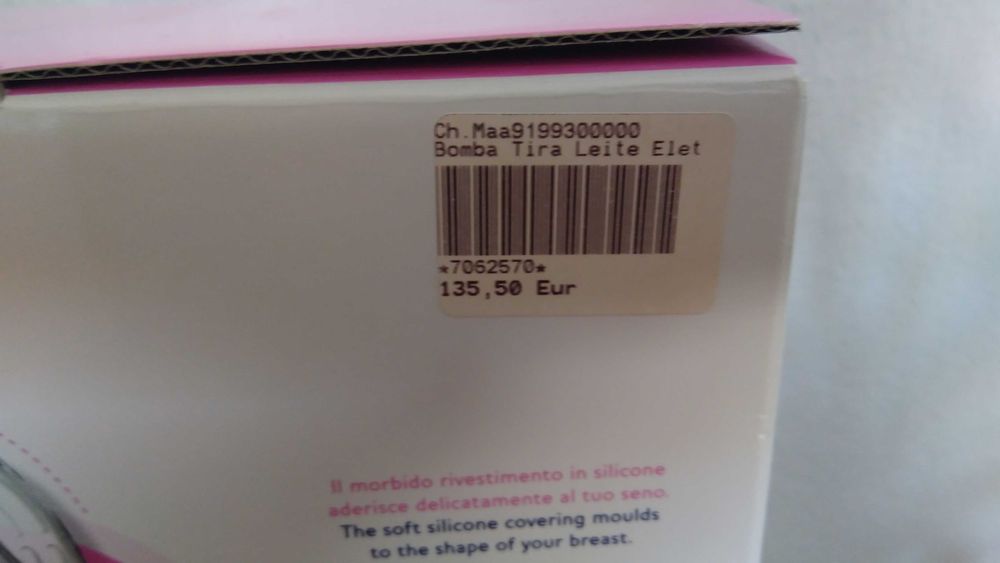 Ch.Maa9199300000
Bomba Tira Leite Elet
*7062570*
135,50 Eur
Il morbido rivestimento in silicone
aderisce delicatamente al tuo seno.
The soft silicone covering moulds
to the shape of your breast.